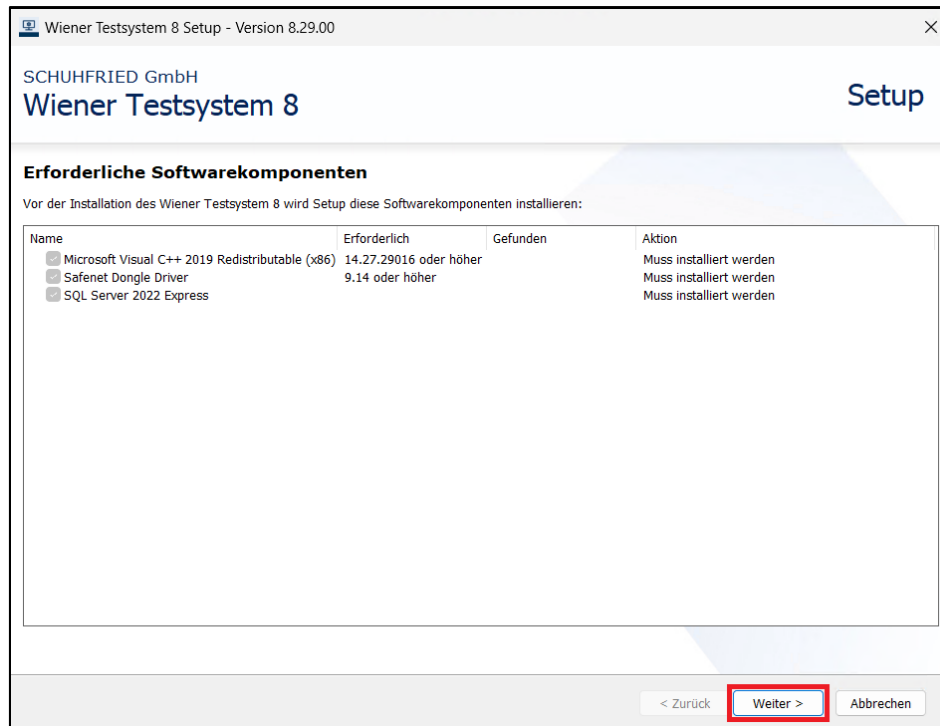 Wiener Testsystem 8 Setup - Version 8.29.00
SCHUHFRIED GmbH
Wiener Testsystem 8
Setup
Erforderliche Softwarekomponenten
Vor der Installation des Wiener Testsystem 8 wird Setup diese Softwarekomponenten installieren:
Name Erforderlich Gefunden Aktion
Microsoft Visual C++ 2019 Redistributable (x86) 14.27.29016 oder höher Muss installiert werden
Safenet Dongle Driver 9.14 oder höher Muss installiert werden
SQL Server 2022 Express Muss installiert werden
< Zurück Weiter > Abbrechen